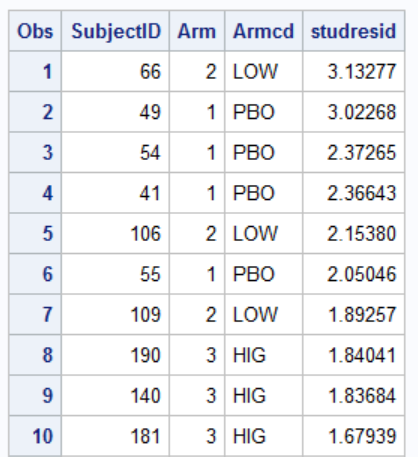 Obs SubjectID Arm Armcd studresid
1 66 2 LOW 3.13277
2 49 1 PBO 3.02268
3 54 1 PBO 2.37265
4 41 1 PBO 2.36643
5 106 2 LOW 2.15380
6 55 1 PBO 2.05046
7 109 2 LOW 1.89257
8 190 3 HIG 1.84041
9 140 3 HIG 1.83684
10 181 3 HIG 1.67939